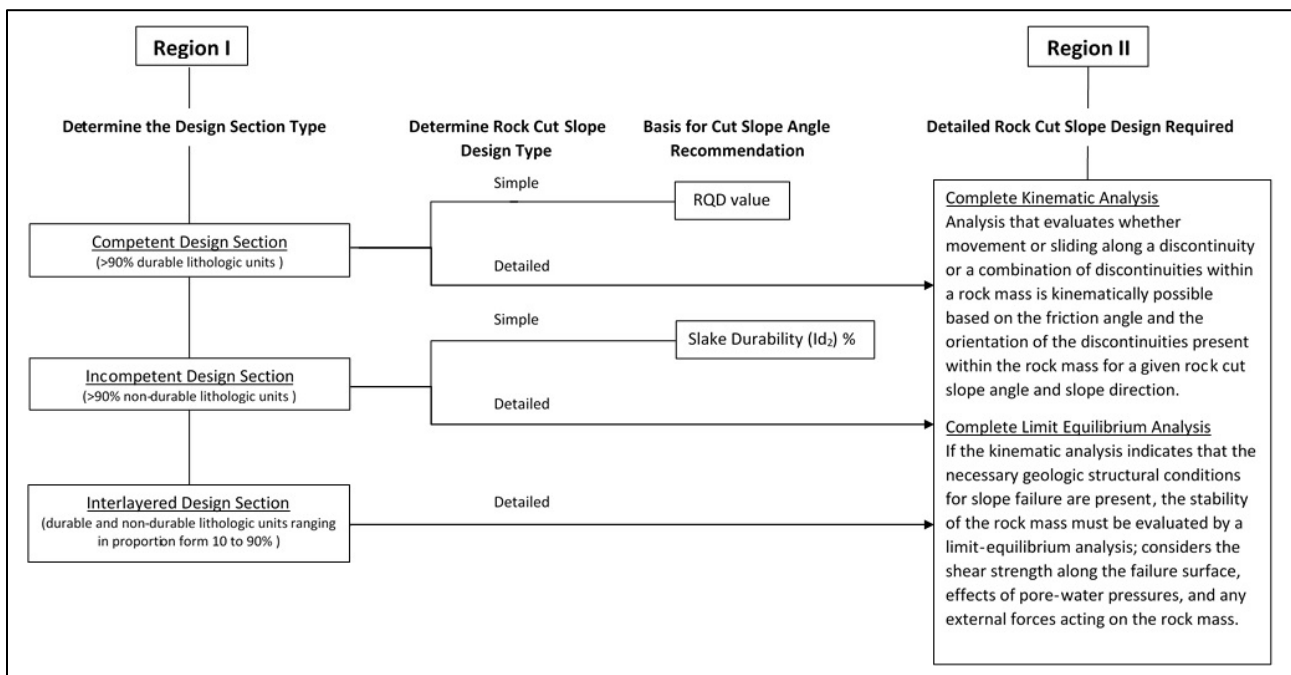 Region I
Region II
Determine the Design Section Type
Determine Rock Cut Slope
Design Type
Basis for Cut Slope Angle
Recommendation
Detailed Rock Cut Slope Design Required
Simple
RQD value
Competent Design Section
(>90% durable lithologic units )
Detailed
Simple
Slake Durability (Id₂) %
Incompetent Design Section
(>90% non-durable lithologic units )
Detailed
Interlayered Design Section
(durable and non-durable lithologic units ranging
in proportion form 10 to 90% )
Detailed
Complete Kinematic Analysis
Analysis that evaluates whether
movement or sliding along a discontinuity
or a combination of discontinuities within
a rock mass is kinematically possible
based on the friction angle and the
orientation of the discontinuities present
within the rock mass for a given rock cut
slope angle and slope direction.
Complete Limit Equilibrium Analysis
If the kinematic analysis indicates that the
necessary geologic structural conditions
for slope failure are present, the stability
of the rock mass must be evaluated by a
limit-equilibrium analysis; considers the
shear strength along the failure surface,
effects of pore-water pressures, and any
external forces acting on the rock mass.